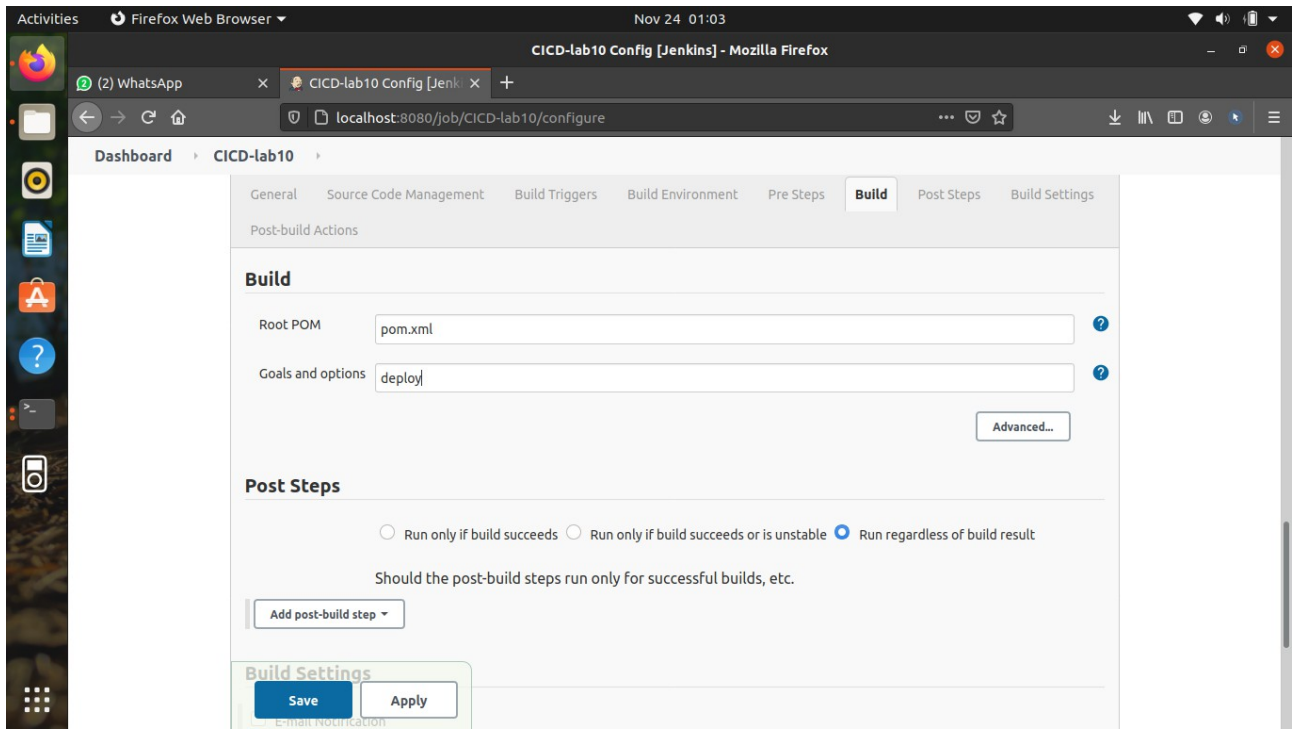 Activities Firefox Web Browser Nov 24 01:03
CICD-lab10 Config [Jenkins] - Mozilla Firefox
(2) WhatsApp CICD-lab10 Config [Jenki
localhost:8080/job/CICD-lab10/configure
Dashboard CICD-lab10
General Source Code Management Build Triggers Build Environment Pre Steps Build Post Steps Build Settings
Post-build Actions
Build
Root POM pom.xml
Goals and options deploy
Advanced...
Post Steps
Run only if build succeeds Run only if build succeeds or is unstable Run regardless of build result
Should the post-build steps run only for successful builds, etc.
Add post-build step
Build Settings
Save Apply
E-mail Notification